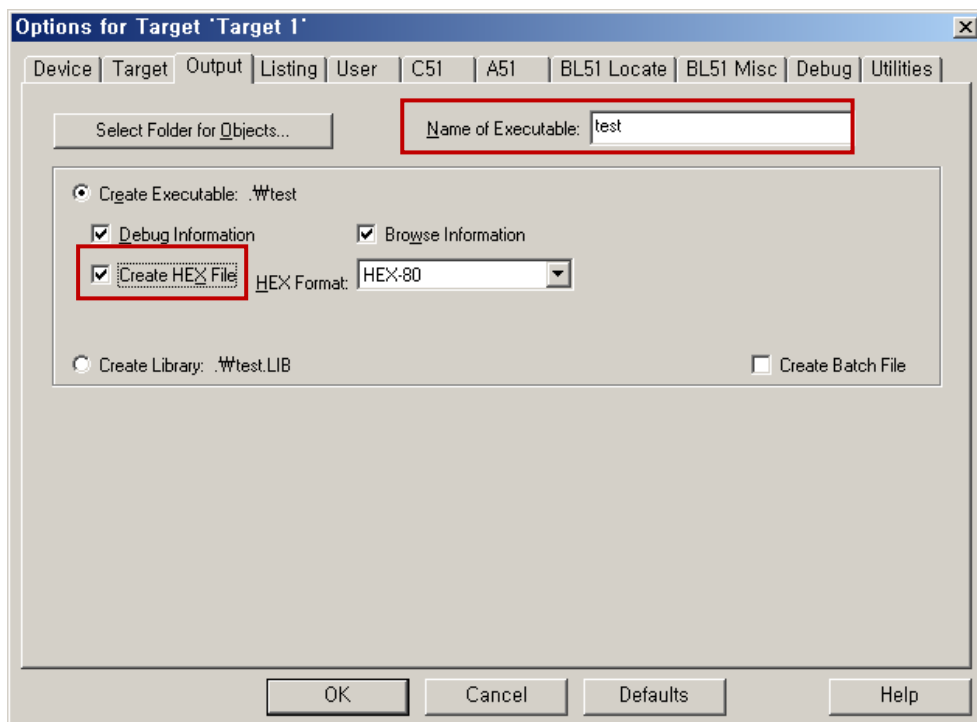 Options for Target 'Target 1'
Device Target Output Listing User C51 A51 BL51 Locate BL51 Misc Debug Utilities
Select Folder for Objects... Name of Executable: test
Create Executable: .₩test
Debug Information Browse Information
Create HEX File HEX Format: HEX-80
Create Library: .₩test.LIB Create Batch File
OK Cancel Defaults Help